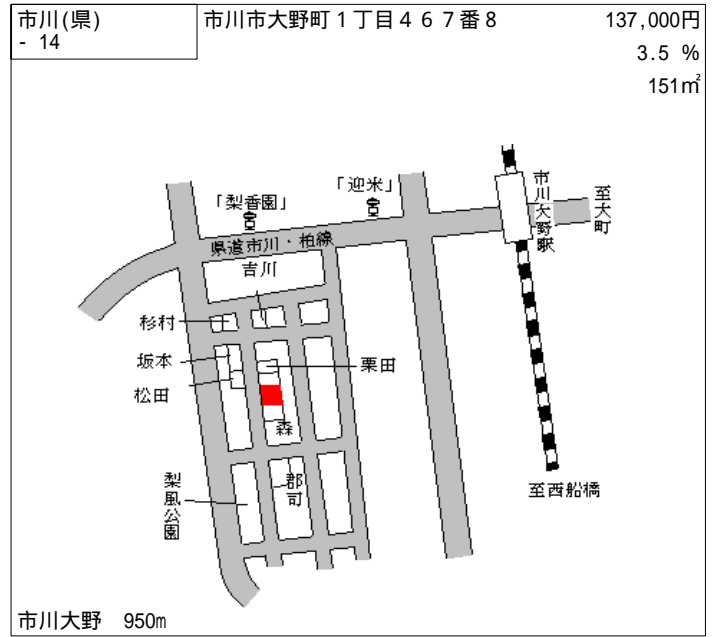 市川(県)
- 14
市川市大野町１丁目４６７番８
137,000円
3.5 %
151㎡
「梨香園」
「迎米」
市川大野駅
至大町
県道市川・柏線
吉川
杉村
坂本
栗田
松田
森
梨風公園
郡司
至西船橋
市川大野 950m